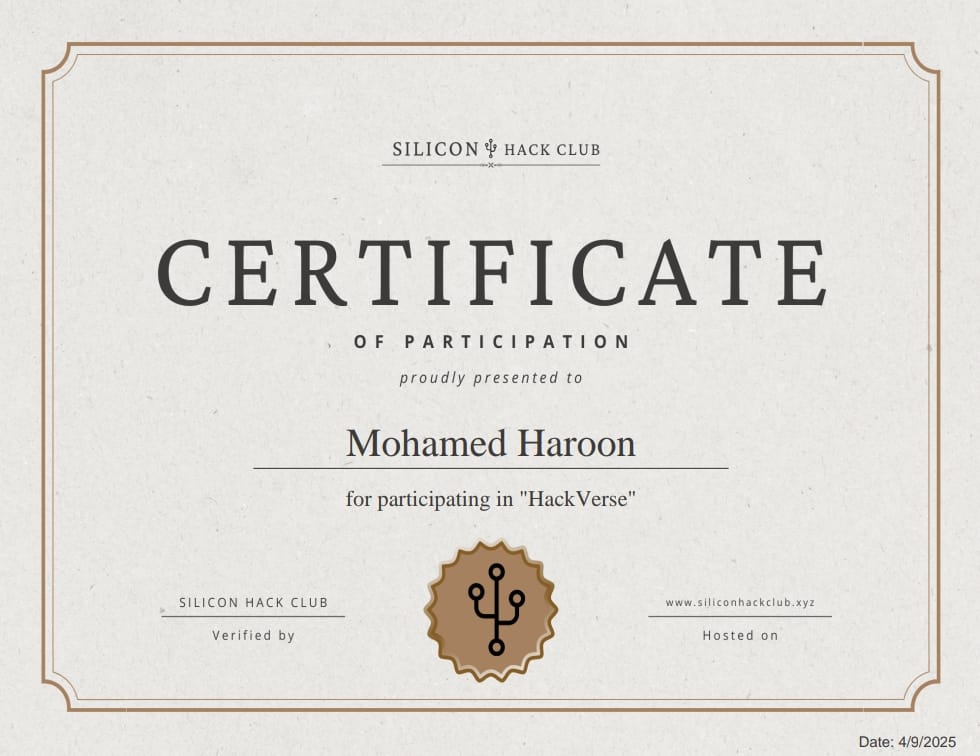 SILICON HACK CLUB
CERTIFICATE
OF PARTICIPATION
proudly presented to
Mohamed Haroon
for participating in "HackVerse"
SILICON HACK CLUB
Verified by
www.siliconhackclub.xyz
Hosted on
Date: 4/9/2025